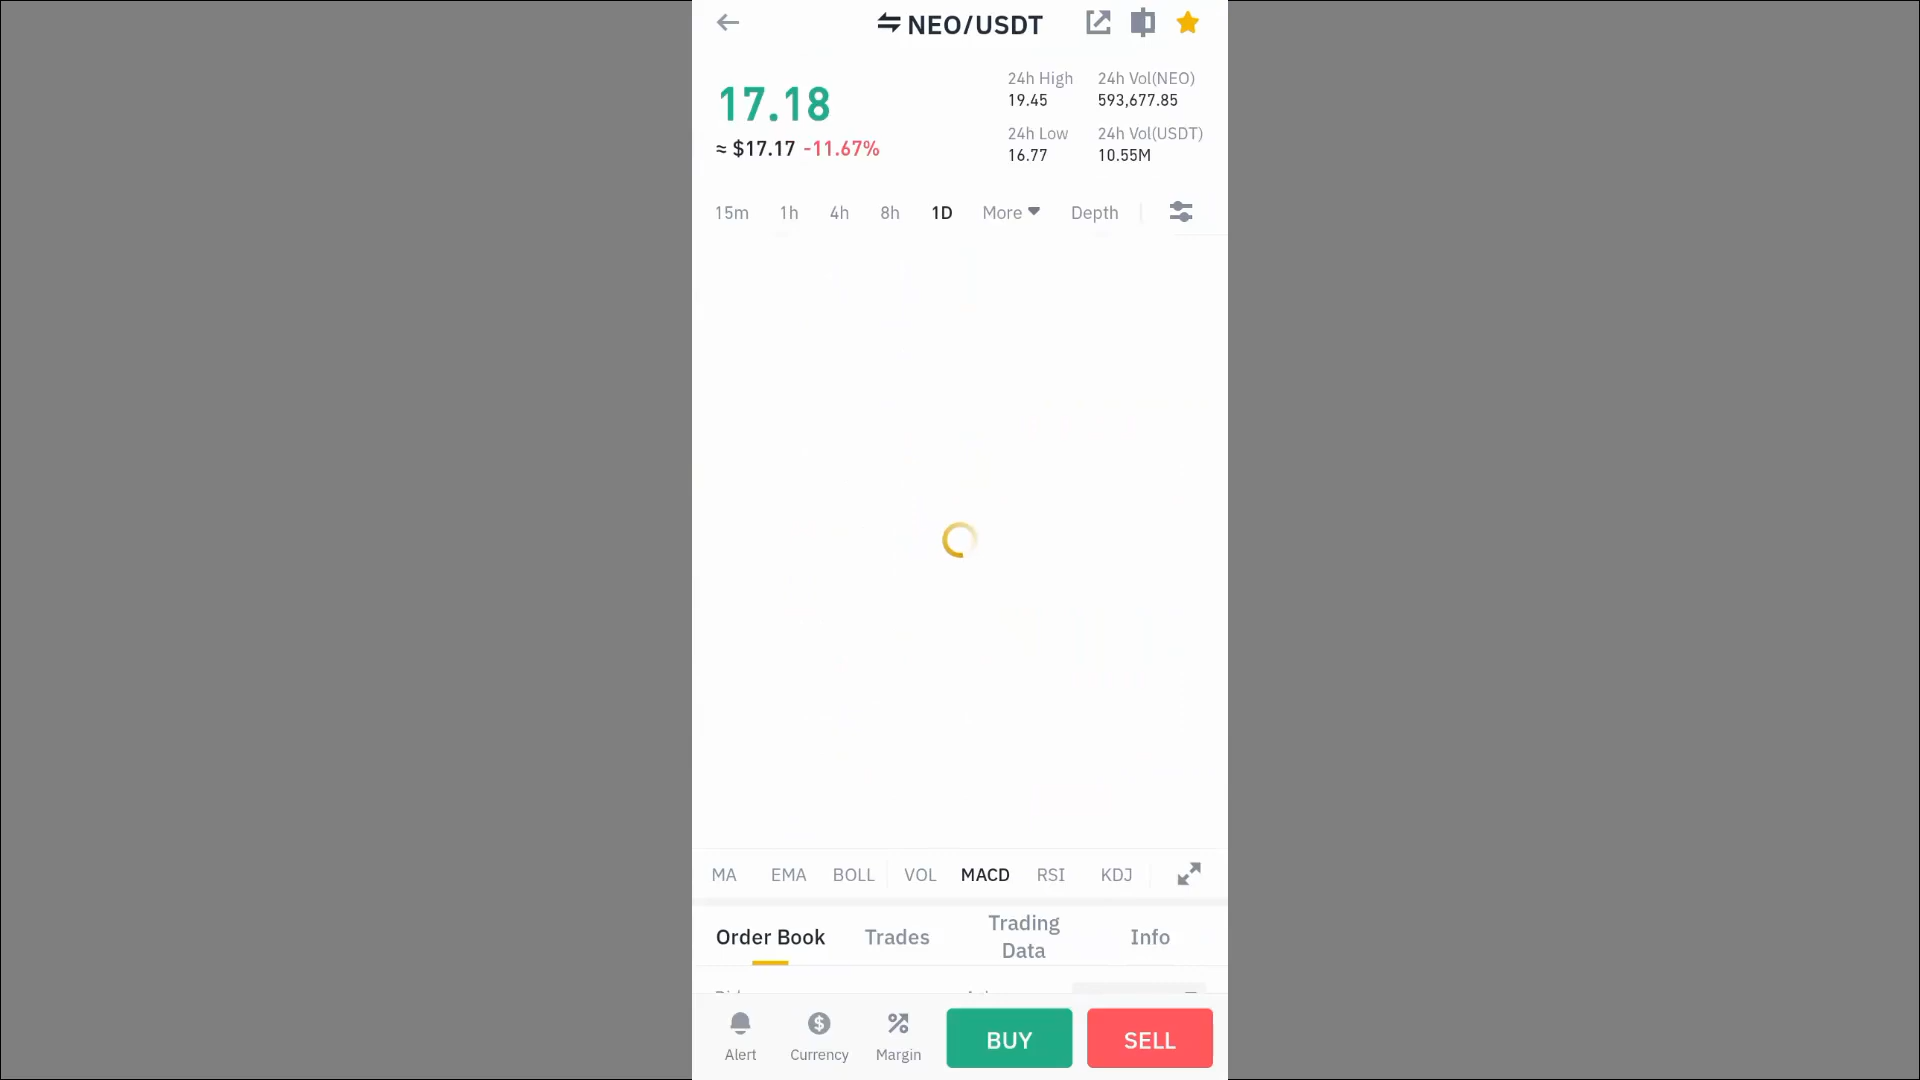 NEO/USDT
24h High 24h Vol(NEO)
17.18 19.45 593,677.85
24h Low 24h Vol(USDT)
≈ $17.17 -11.67% 16.77 10.55M
15m 1h 4h 8h 1D More Depth
MA EMA BOLL VOL MACD RSI KDJ
Order Book Trades Trading Data Info
Alert Currency Margin BUY SELL